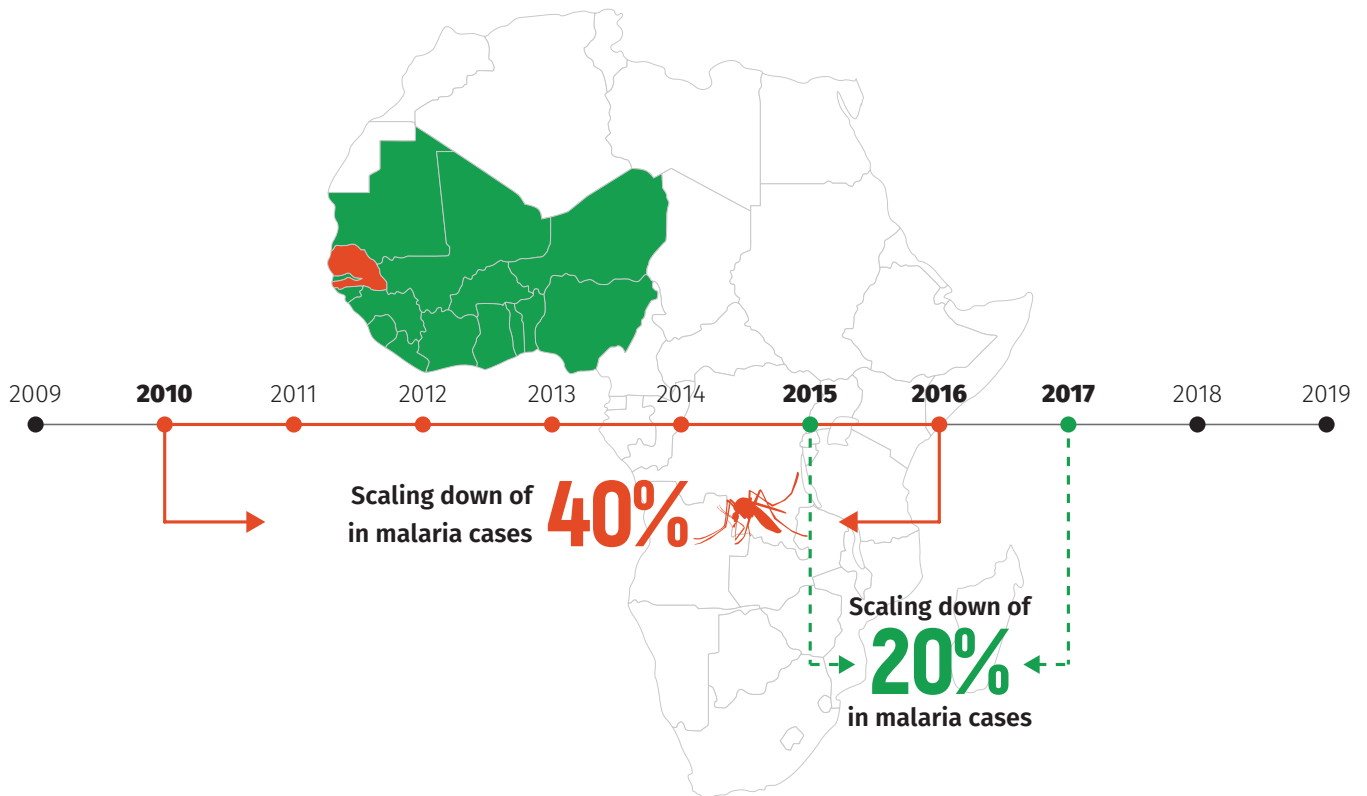 2009 2010 2011 2012 2013 2014 2015 2016 2017 2018 2019
Scaling down of
in malaria cases
40%
Scaling down of
20%
in malaria cases